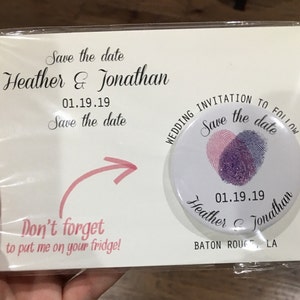 Save the date
Heather & Jonathan
01.19.19
Save the date
WEDDING INVITATION TO FOLLOW
Save the date
01.19.19
Heather & Jonathan
BATON ROUGE, LA
Don't forget
to put me on your fridge!